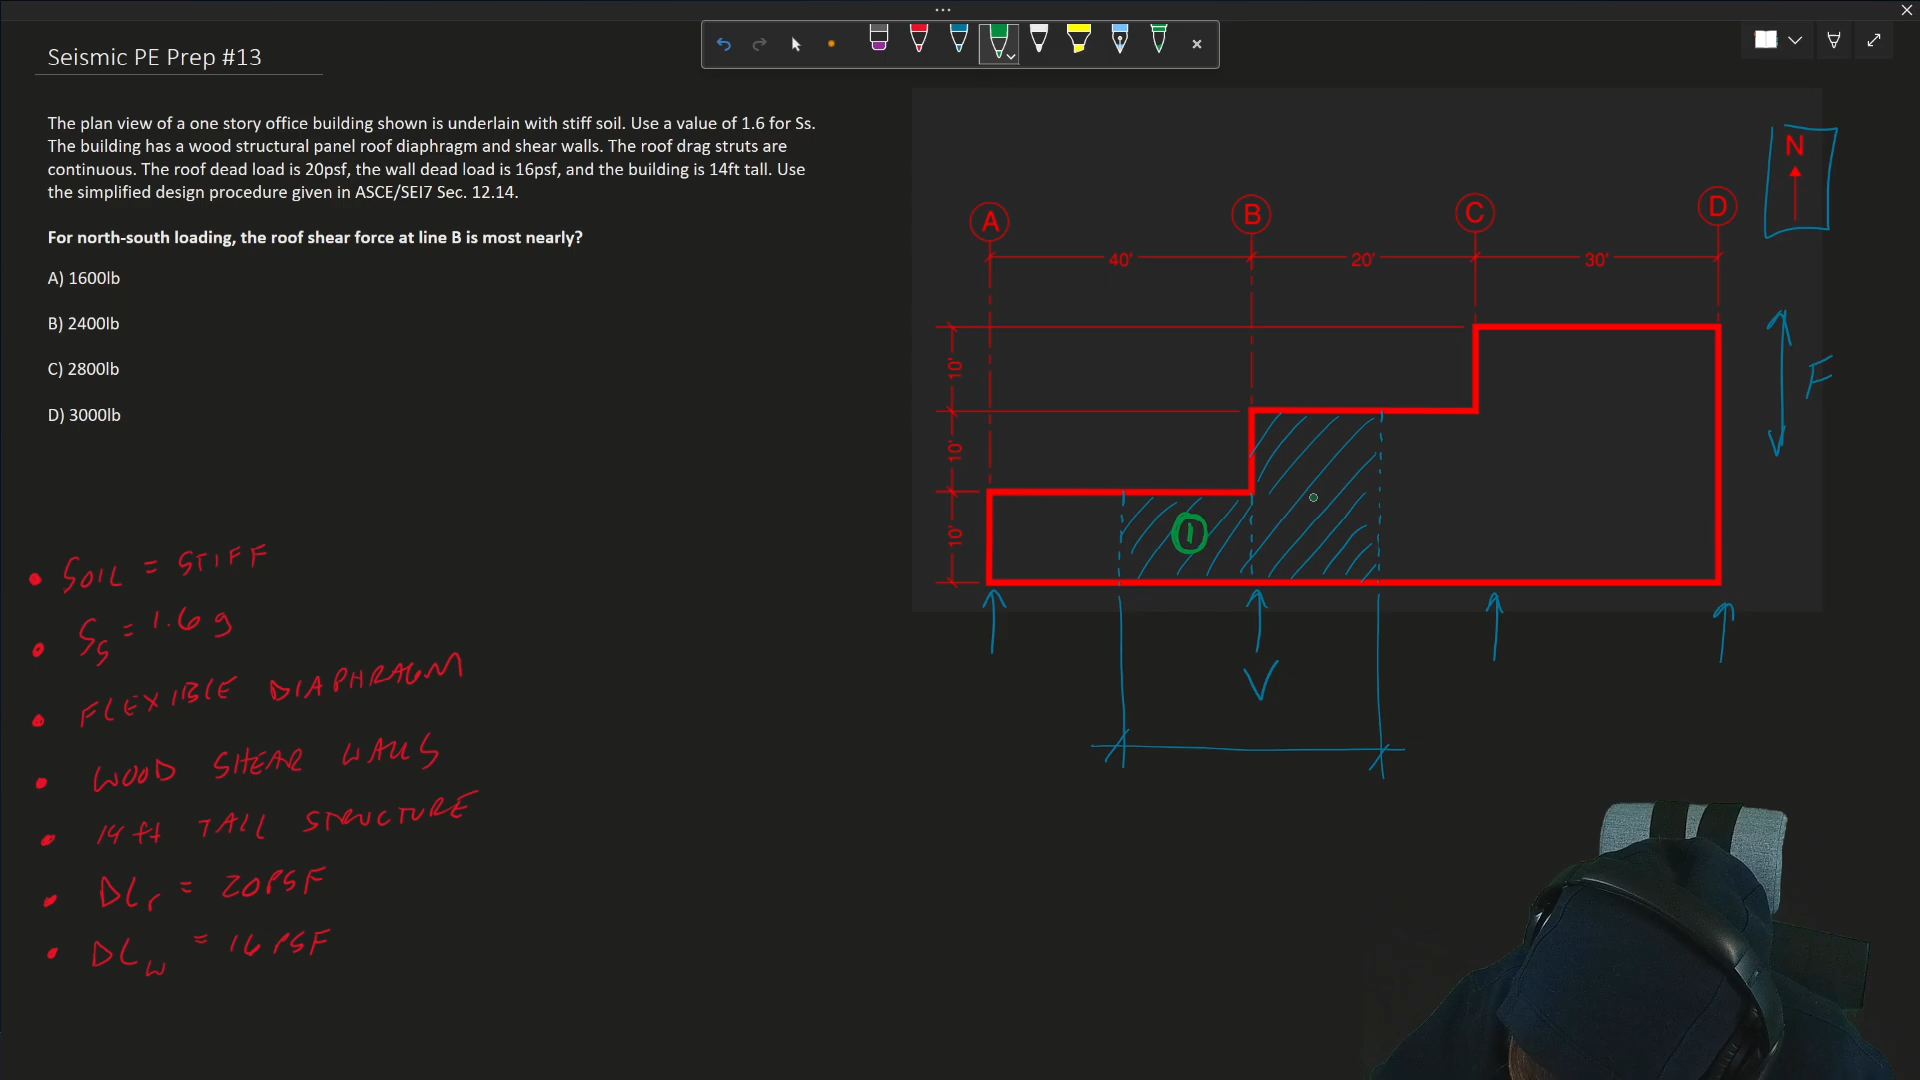 Seismic PE Prep #13
The plan view of a one story office building shown is underlain with stiff soil. Use a value of 1.6 for Ss.
The building has a wood structural panel roof diaphragm and shear walls. The roof drag struts are
continuous. The roof dead load is 20psf, the wall dead load is 16psf, and the building is 14ft tall. Use
the simplified design procedure given in ASCE/SEI7 Sec. 12.14.
For north-south loading, the roof shear force at line B is most nearly?
A) 1600lb
B) 2400lb
C) 2800lb
D) 3000lb
SOIL = STIFF
Ss = 1.6 g
FLEXIBLE DIAPHRAGM
WOOD SHEAR WALLS
14 ft TALL STRUCTURE
DLr = 20PSF
DLw = 16PSF
N
A B C D
40' 20' 30'
10'
10'
10'
F
1
V